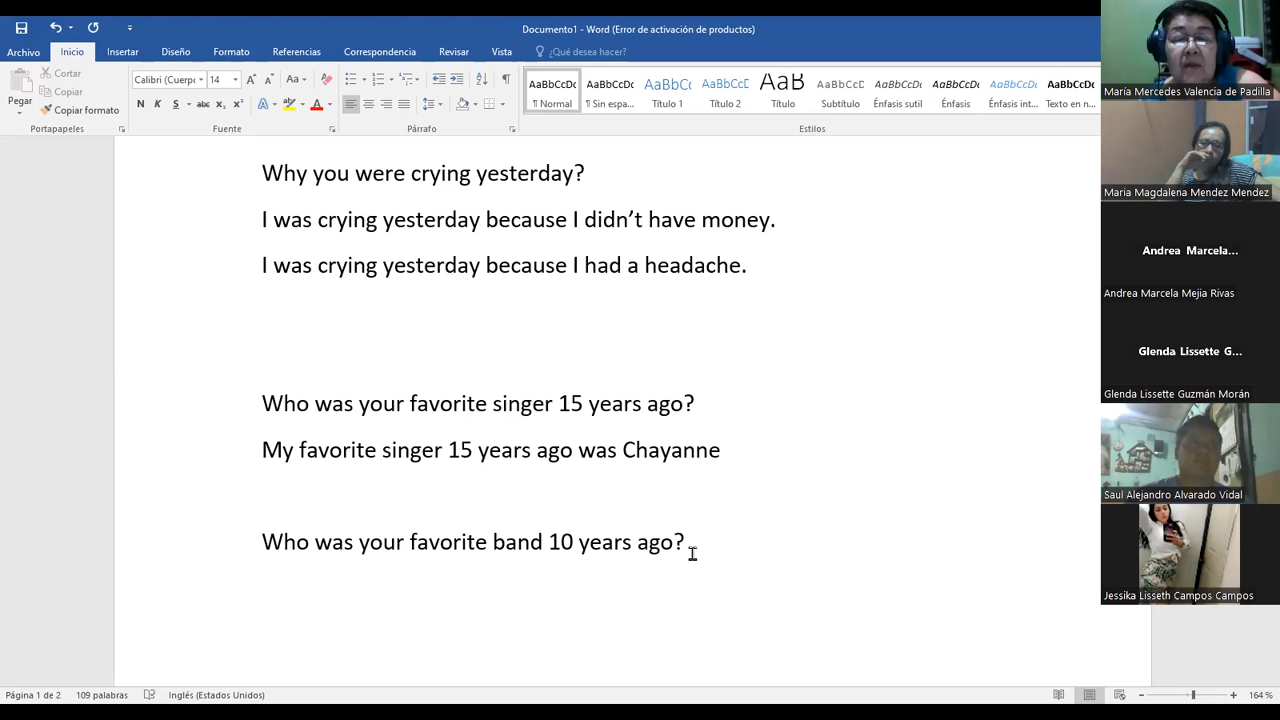 Documento1 - Word (Error de activación de productos)
Archivo Inicio Insertar Diseño Formato Referencias Correspondencia Revisar Vista ¿Qué desea hacer?
Pegar
Cortar
Copiar
Copiar formato
Portapapeles
Calibri (Cuerpo 14
N K S abc x₂ x²
Fuente
Párrafo
AaBbCcDc AaBbCcDc AaBbCc AaBbCcD AaB AaBbCcD AaBbCcDc AaBbCcDc AaBbCcDc AaBbCcDc
¶ Normal ¶ Sin espa... Título 1 Título 2 Título Subtítulo Énfasis sutil Énfasis Énfasis int... Texto en n...
Estilos
Why you were crying yesterday?
I was crying yesterday because I didn’t have money.
I was crying yesterday because I had a headache.
Who was your favorite singer 15 years ago?
My favorite singer 15 years ago was Chayanne
Who was your favorite band 10 years ago?
Página 1 de 2 109 palabras Inglés (Estados Unidos) 164 %
María Mercedes Valencia de Padilla
Maria Magdalena Mendez Mendez
Andrea Marcela...
Andrea Marcela Mejia Rivas
Glenda Lissette G...
Glenda Lissette Guzmán Morán
Saul Alejandro Alvarado Vidal
Jessika Lisseth Campos Campos